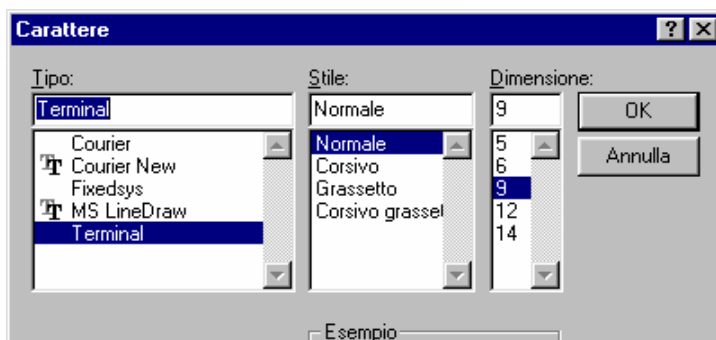 Carattere
Tipo:
Terminal
Courier
Courier New
Fixedsys
MS LineDraw
Terminal
Stile:
Normale
Normale
Corsivo
Grassetto
Corsivo grasset
Dimensione:
9
5
6
9
12
14
OK
Annulla
Esempio